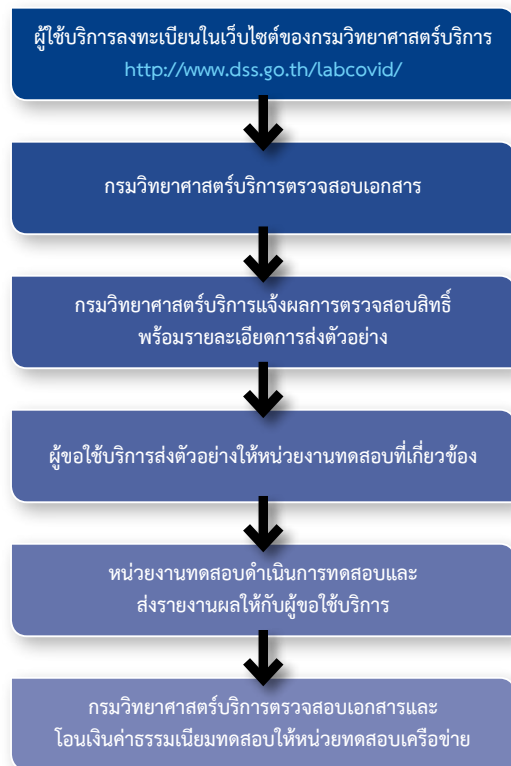 ผู้ใช้บริการลงทะเบียนในเว็บไซต์ของกรมวิทยาศาสตร์บริการ
http://www.dss.go.th/labcovid/
กรมวิทยาศาสตร์บริการตรวจสอบเอกสาร
กรมวิทยาศาสตร์บริการแจ้งผลการตรวจสอบสิทธิ์
พร้อมรายละเอียดการส่งตัวอย่าง
ผู้ขอใช้บริการส่งตัวอย่างให้หน่วยงานทดสอบที่เกี่ยวข้อง
หน่วยงานทดสอบดำเนินการทดสอบและ
ส่งรายงานผลให้กับผู้ขอใช้บริการ
กรมวิทยาศาสตร์บริการตรวจสอบเอกสารและ
โอนเงินค่าธรรมเนียมทดสอบให้หน่วยทดสอบเครือข่าย